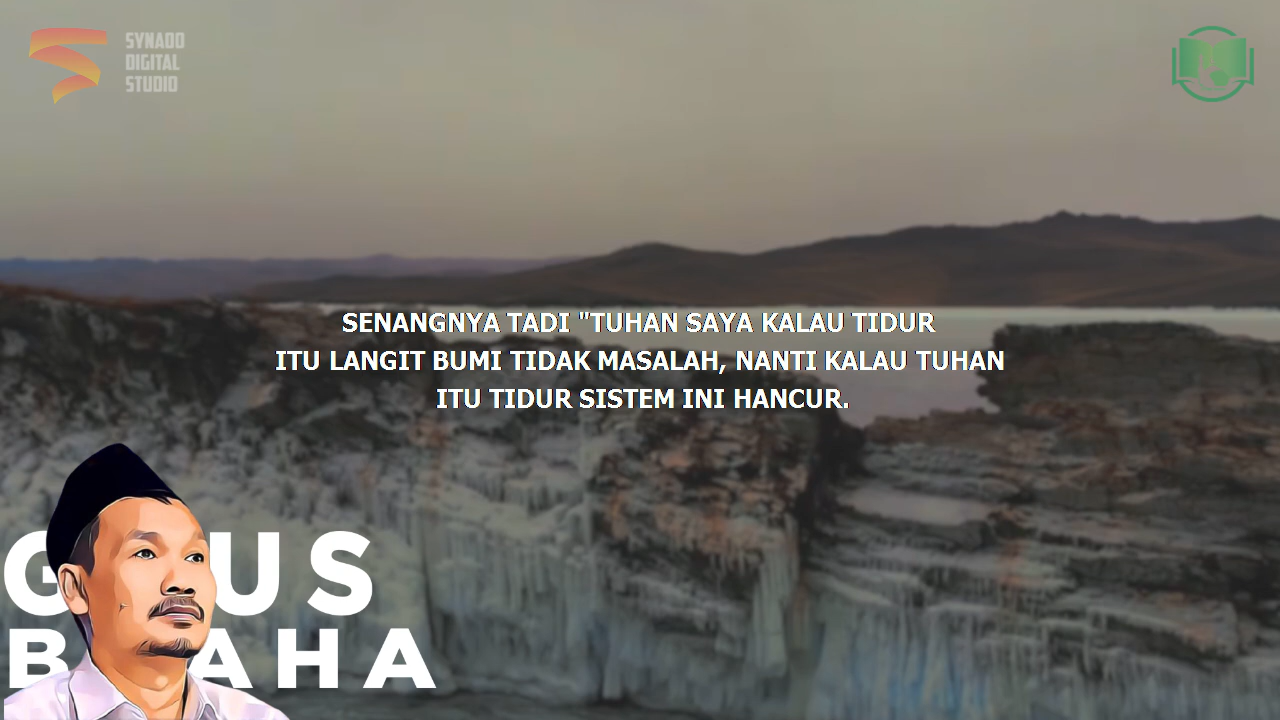 SYNADO
DIGITAL
STUDIO
SENANGNYA TADI "TUHAN SAYA KALAU TIDUR
ITU LANGIT BUMI TIDAK MASALAH, NANTI KALAU TUHAN
ITU TIDUR SISTEM INI HANCUR.
GUS
BAHA